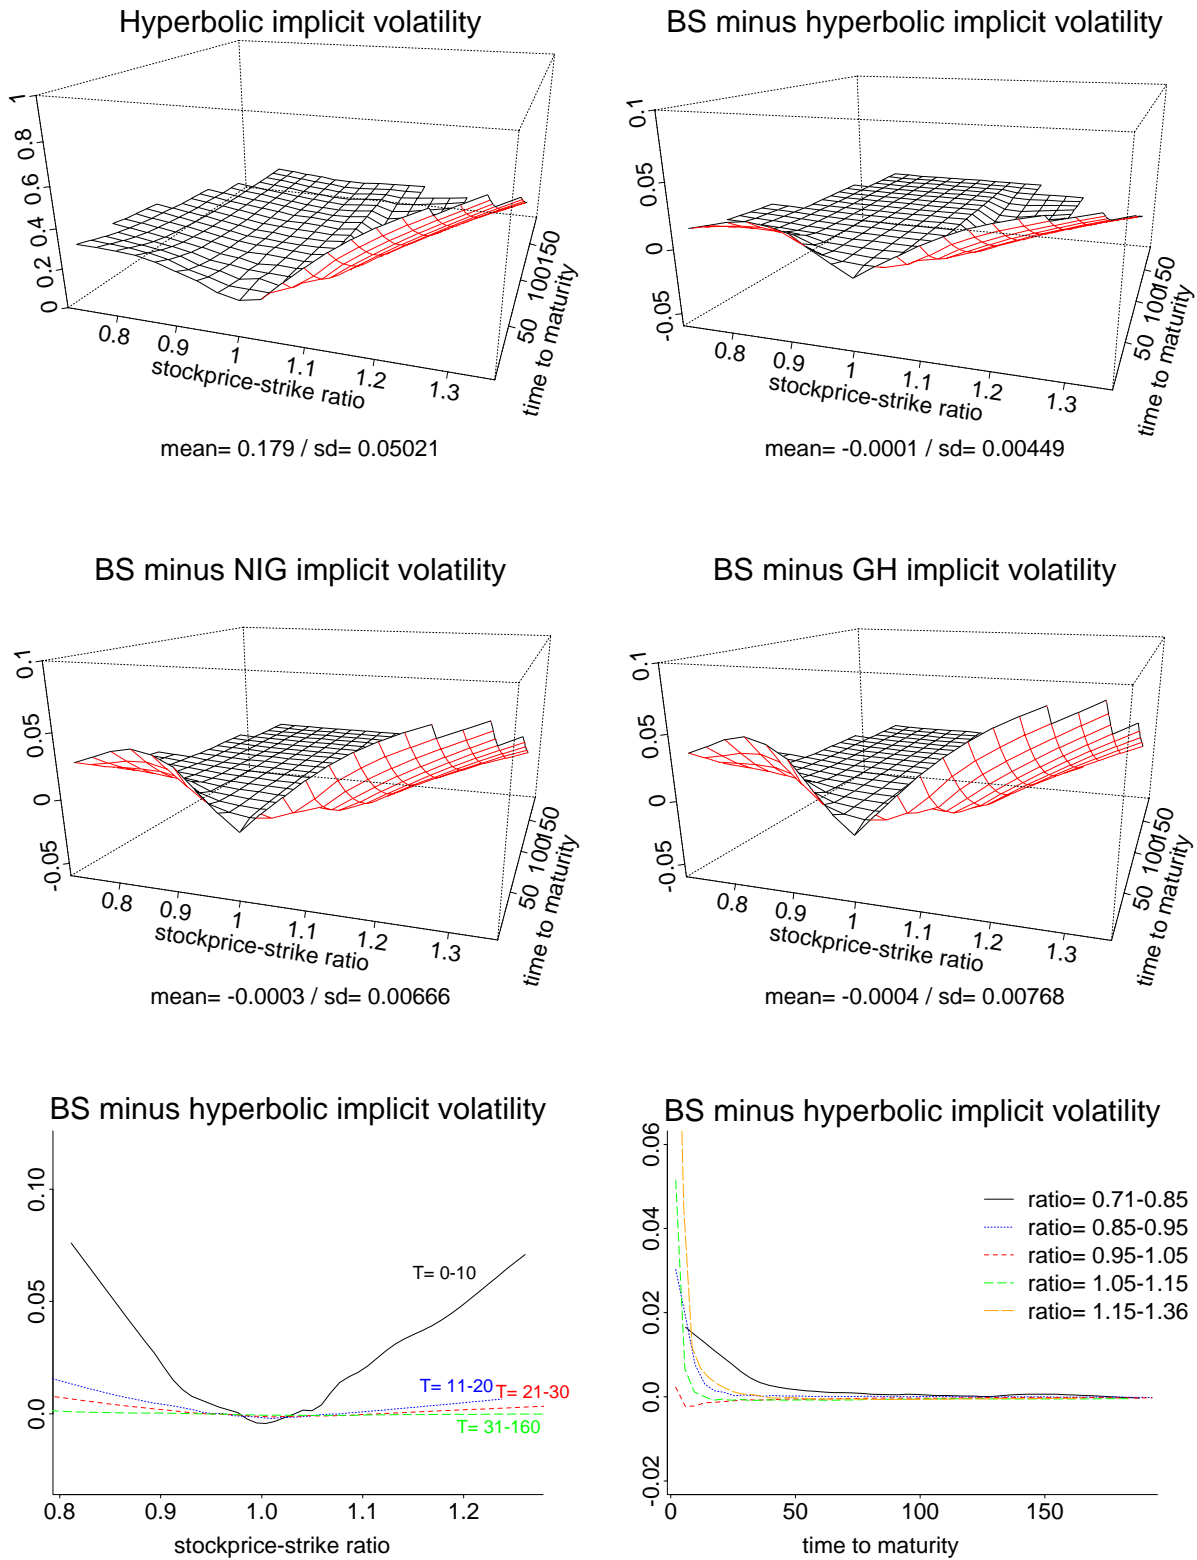 Hyperbolic implicit volatility
0 0.2 0.4 0.6 0.8 1
0.8 0.9 1 1.1 1.2 1.3
stockprice-strike ratio
50 100 150
time to maturity
mean= 0.179 / sd= 0.05021
BS minus hyperbolic implicit volatility
-0.05 0 0.05 0.1
0.8 0.9 1 1.1 1.2 1.3
stockprice-strike ratio
50 100 150
time to maturity
mean= -0.0001 / sd= 0.00449
BS minus NIG implicit volatility
-0.05 0 0.05 0.1
0.8 0.9 1 1.1 1.2 1.3
stockprice-strike ratio
50 100 150
time to maturity
mean= -0.0003 / sd= 0.00666
BS minus GH implicit volatility
-0.05 0 0.05 0.1
0.8 0.9 1 1.1 1.2 1.3
stockprice-strike ratio
50 100 150
time to maturity
mean= -0.0004 / sd= 0.00768
BS minus hyperbolic implicit volatility
0.0 0.05 0.10
T= 0-10
T= 11-20
T= 21-30
T= 31-160
0.8 0.9 1.0 1.1 1.2
stockprice-strike ratio
BS minus hyperbolic implicit volatility
-0.02 0.0 0.02 0.04 0.06
ratio= 0.71-0.85
ratio= 0.85-0.95
ratio= 0.95-1.05
ratio= 1.05-1.15
ratio= 1.15-1.36
0 50 100 150
time to maturity